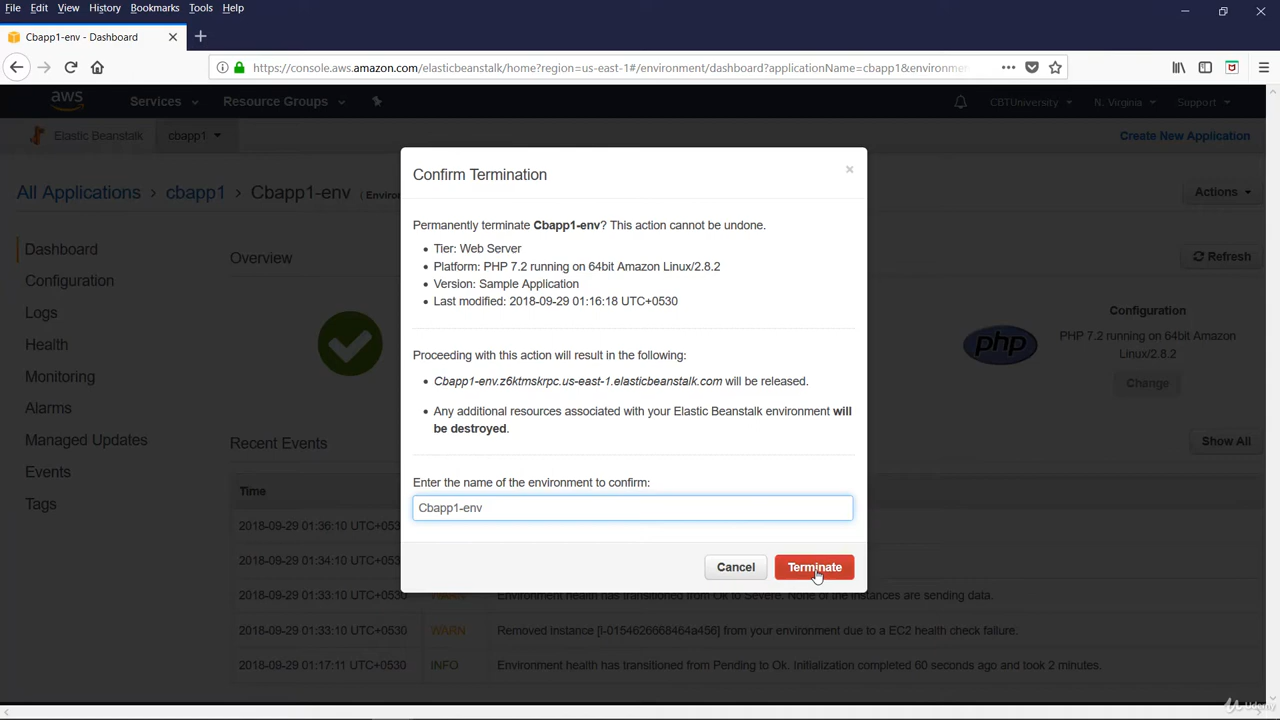 File Edit View History Bookmarks Tools Help
Cbapp1-env - Dashboard
https://console.aws.amazon.com/elasticbeanstalk/home?region=us-east-1#/environment/dashboard?applicationName=cbapp1&environme
aws Services Resource Groups CBTUniversity N. Virginia Support
Elastic Beanstalk cbapp1 Create New Application
All Applications > cbapp1 > Cbapp1-env (Environ Actions
Dashboard
Configuration
Logs
Health
Monitoring
Alarms
Managed Updates
Events
Tags
Overview Refresh
Configuration
php PHP 7.2 running on 64bit Amazon
Linux/2.8.2
Change
Recent Events Show All
Time
2018-09-29 01:36:10 UTC+0530
2018-09-29 01:34:10 UTC+0530
2018-09-29 01:33:10 UTC+0530 WARN Environment health has transitioned from Ok to Severe. None of the instances are sending data.
2018-09-29 01:33:10 UTC+0530 WARN Removed instance [i-0154626668464a456] from your environment due to a EC2 health check failure.
2018-09-29 01:17:11 UTC+0530 INFO Environment health has transitioned from Pending to Ok. Initialization completed 60 seconds ago and took 2 minutes.
Confirm Termination ×
Permanently terminate Cbapp1-env? This action cannot be undone.
• Tier: Web Server
• Platform: PHP 7.2 running on 64bit Amazon Linux/2.8.2
• Version: Sample Application
• Last modified: 2018-09-29 01:16:18 UTC+0530
Proceeding with this action will result in the following:
• Cbapp1-env.z6ktmskrpc.us-east-1.elasticbeanstalk.com will be released.
• Any additional resources associated with your Elastic Beanstalk environment will
be destroyed.
Enter the name of the environment to confirm:
Cbapp1-env
Cancel Terminate
Udemy